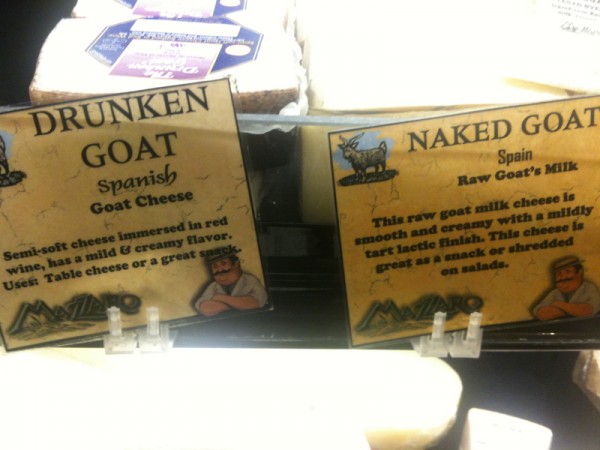 DRUNKEN
GOAT
Spanish
Goat Cheese
Semi-soft cheese immersed in red
wine, has a mild & creamy flavor.
Uses: Table cheese or a great snack.
MAZZARO
NAKED GOAT
Spain
Raw Goat's Milk
This raw goat milk cheese is
smooth and creamy with a mildly
tart lactic finish. This cheese is
great as a snack or shredded
on salads.
MAZZARO